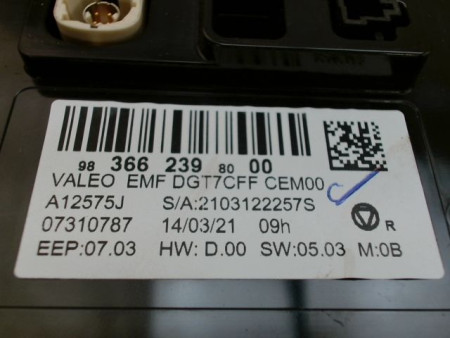 98 366 239 80 00
VALEO EMF DGT7CFF CEM00
A12575J S/A:2103122257S
07310787 14/03/21 09h R
EEP:07.03 HW: D.00 SW:05.03 M:0B